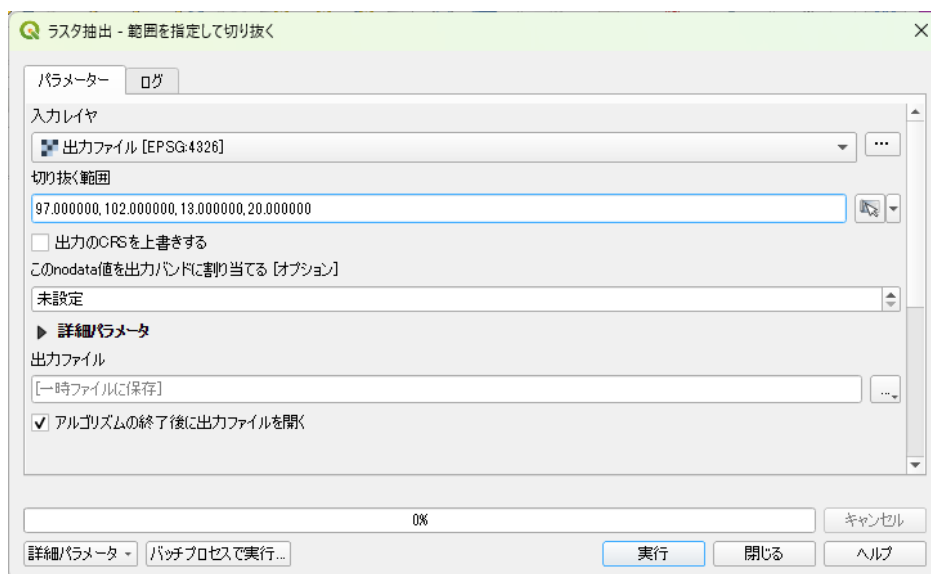 ラスタ抽出 - 範囲を指定して切り抜く
パラメーター ログ
入力レイヤ
出力ファイル [EPSG:4326]
...
切り抜く範囲
97.000000,102.000000,13.000000,20.000000
出力のCRSを上書きする
このnodata値を出力バンドに割り当てる [オプション]
未設定
詳細パラメータ
出力ファイル
[一時ファイルに保存]
...
アルゴリズムの終了後に出力ファイルを開く
0%
キャンセル
詳細パラメータ バッチプロセスで実行... 実行 閉じる ヘルプ